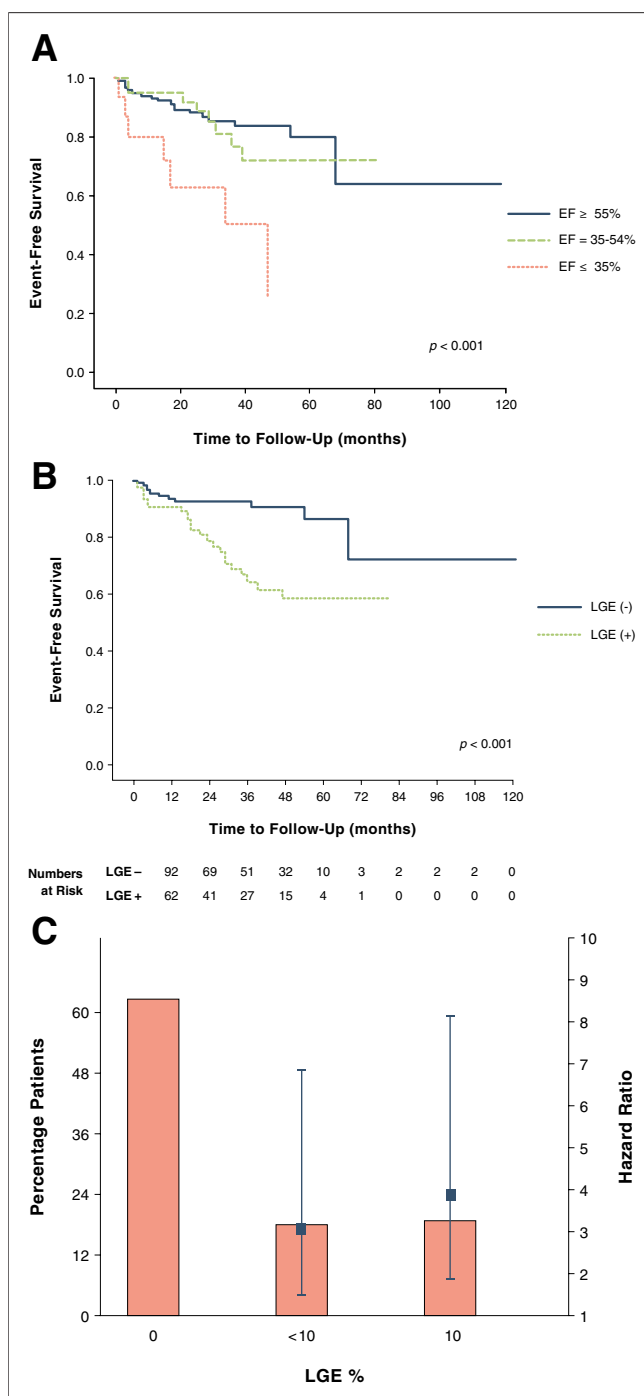 A
1.0
0.8
0.6
0.4
0.2
0.0
Event-Free Survival
EF ≥ 55%
EF = 35-54%
EF ≤ 35%
p < 0.001
0 20 40 60 80 100 120
Time to Follow-Up (months)
B
1.0
0.8
0.6
0.4
0.2
0.0
Event-Free Survival
LGE (-)
LGE (+)
p < 0.001
0 12 24 36 48 60 72 84 96 108 120
Time to Follow-Up (months)
Numbers at Risk
LGE – 92 69 51 32 10 3 2 2 2 0
LGE + 62 41 27 15 4 1 0 0 0 0
C
60
48
36
24
12
0
Percentage Patients
10
9
8
7
6
5
4
3
2
1
Hazard Ratio
0 <10 10
LGE %